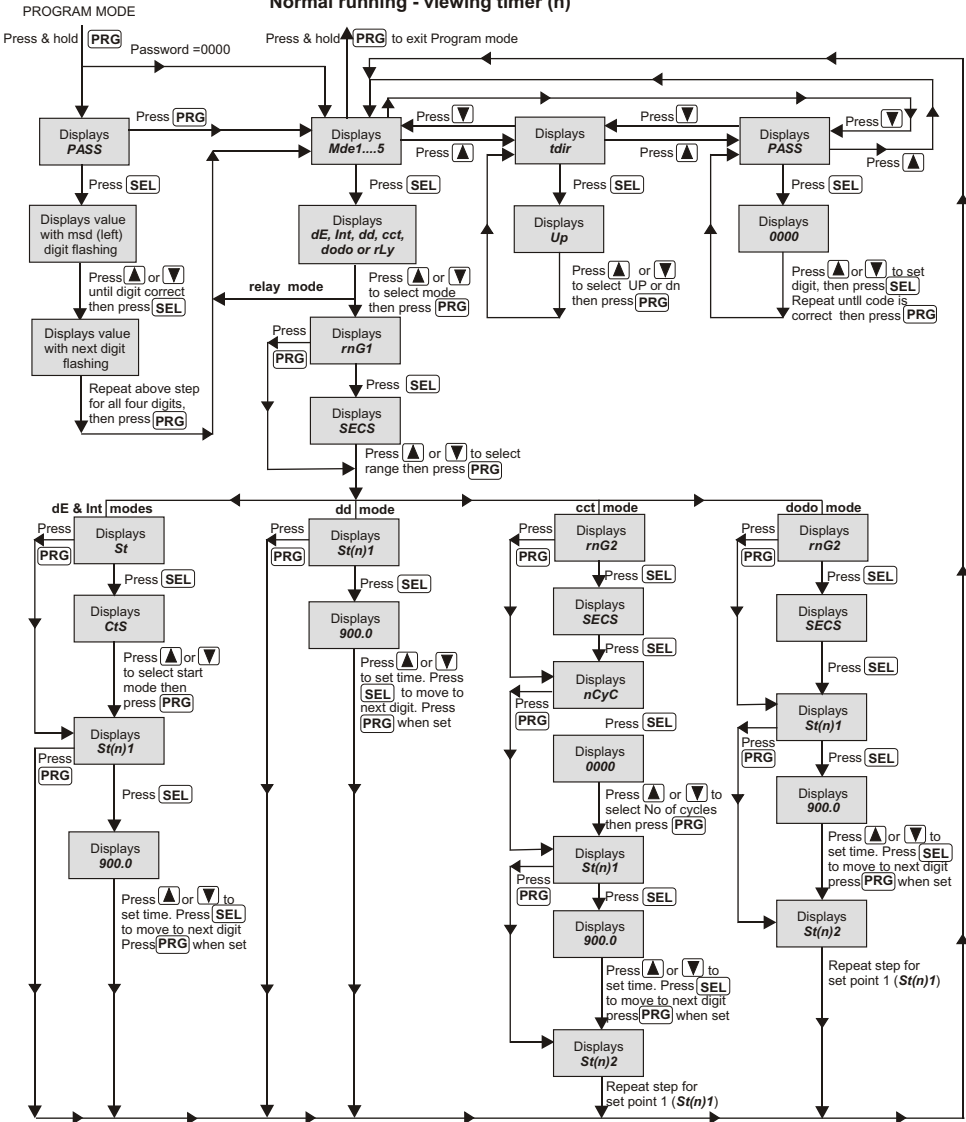 Normal running - viewing timer (n)
PROGRAM MODE
Press & hold PRG
Password =0000
Press & hold PRG to exit Program mode
Displays
PASS
Press PRG
Displays
Mde1....5
Press ▼
Press ▲
Displays
tdir
Press ▼
Press ▲
Displays
PASS
Press ▼
Press ▲
Press SEL
Displays value
with msd (left)
digit flashing
Press ▲ or ▼
until digit correct
then press SEL
Displays value
with next digit
flashing
Repeat above step
for all four digits,
then press PRG
Press SEL
Displays
dE, Int, dd, cct,
dodo or rLy
relay mode
Press ▲ or ▼
to select mode
then press PRG
Press SEL
Displays
Up
Press ▲ or ▼
to select UP or dn
then press PRG
Press SEL
Displays
0000
Press ▲ or ▼ to set
digit, then press SEL
Repeat until code is
correct then press PRG
Press
PRG
Displays
rnG1
Press SEL
Displays
SECS
Press ▲ or ▼ to select
range then press PRG
dE & Int modes
Press
PRG
Displays
St
Press SEL
Displays
CtS
Press ▲ or ▼
to select start
mode then
press PRG
Displays
St(n)1
Press
PRG
Press SEL
Displays
900.0
Press ▲ or ▼ to
set time. Press SEL
to move to next digit
Press PRG when set
dd mode
Press
PRG
Displays
St(n)1
Press SEL
Displays
900.0
Press ▲ or ▼
to set time. Press
SEL to move to
next digit. Press
PRG when set
cct mode
Press
PRG
Displays
rnG2
Press SEL
Displays
SECS
Press SEL
Displays
nCyC
Press
PRG
Press SEL
Displays
0000
Press ▲ or ▼ to
select No of cycles
then press PRG
Displays
St(n)1
Press
PRG
Press SEL
Displays
900.0
Press ▲ or ▼ to
set time. Press SEL
to move to next digit
press PRG when set
Displays
St(n)2
Repeat step for
set point 1 (St(n)1)
dodo mode
Press
PRG
Displays
rnG2
Press SEL
Displays
SECS
Press SEL
Displays
St(n)1
Press
PRG
Press SEL
Displays
900.0
Press ▲ or ▼ to
set time. Press SEL
to move to next digit
press PRG when set
Displays
St(n)2
Repeat step for
set point 1 (St(n)1)